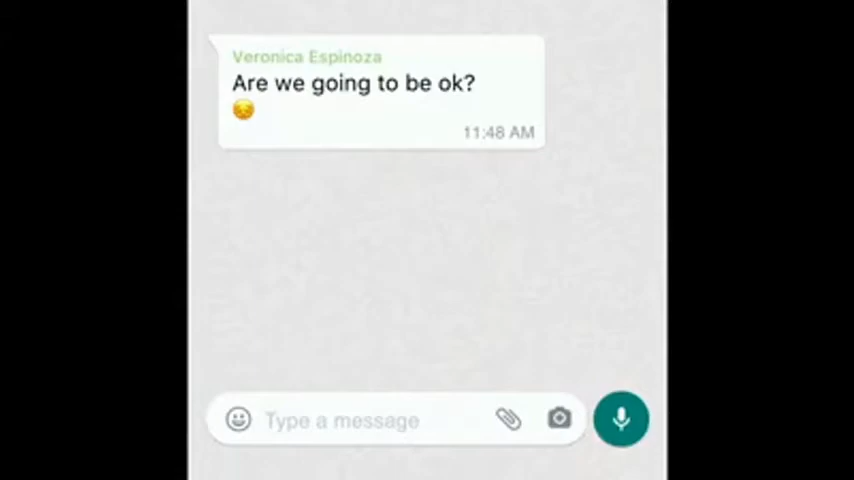 Veronica Espinoza
Are we going to be ok?
😔
11:48 AM
Type a message